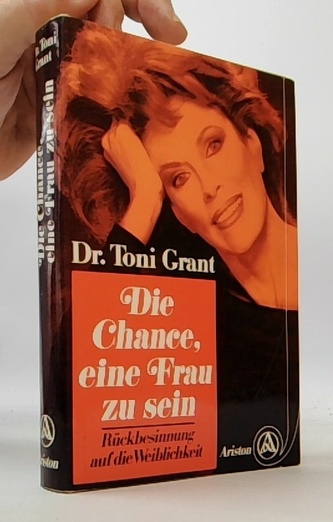 Dr. Toni
Grant
Die Chance,
eine Frau zu sein
Ariston
Dr. Toni Grant
Die
Chance,
eine Frau
zu sein
Rückbesinnung
auf die Weiblichkeit
Ariston